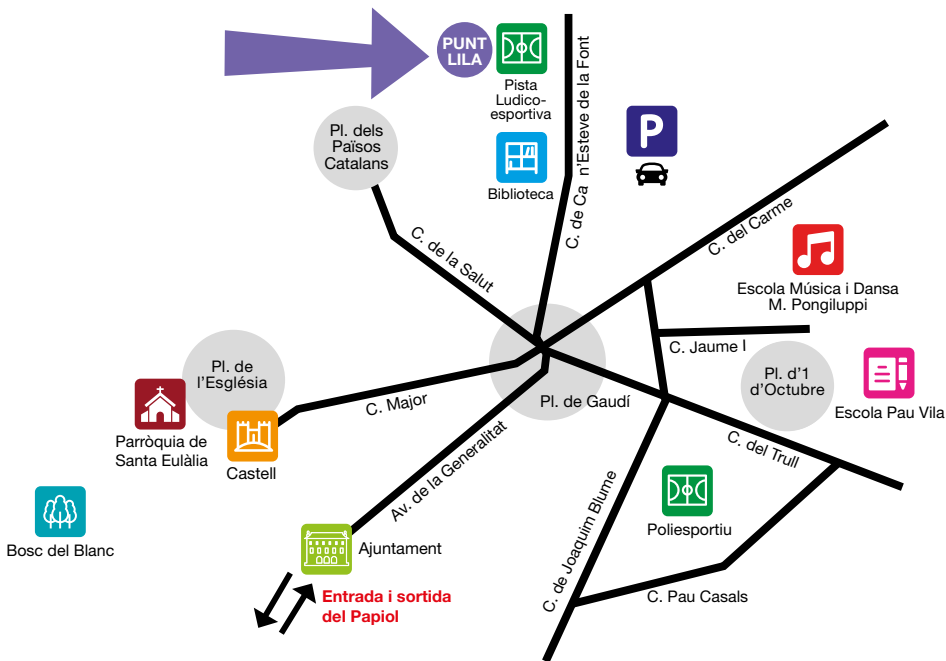 PUNT
LILA
Pista
Ludico-
esportiva
Pl. dels
Països
Catalans
Biblioteca
C. de Ca n'Esteve de la Font
P
C. del Carme
C. de la Salut
Escola Música i Dansa
M. Pongiluppi
C. Jaume I
Pl. de
l'Església
Pl. d'1
d'Octubre
C. Major
Pl. de Gaudí
Escola Pau Vila
Parròquia de
Santa Eulàlia
Castell
Av. de la Generalitat
C. del Trull
Bosc del Blanc
Ajuntament
Poliesportiu
C. de Joaquim Blume
Entrada i sortida
del Papiol
C. Pau Casals